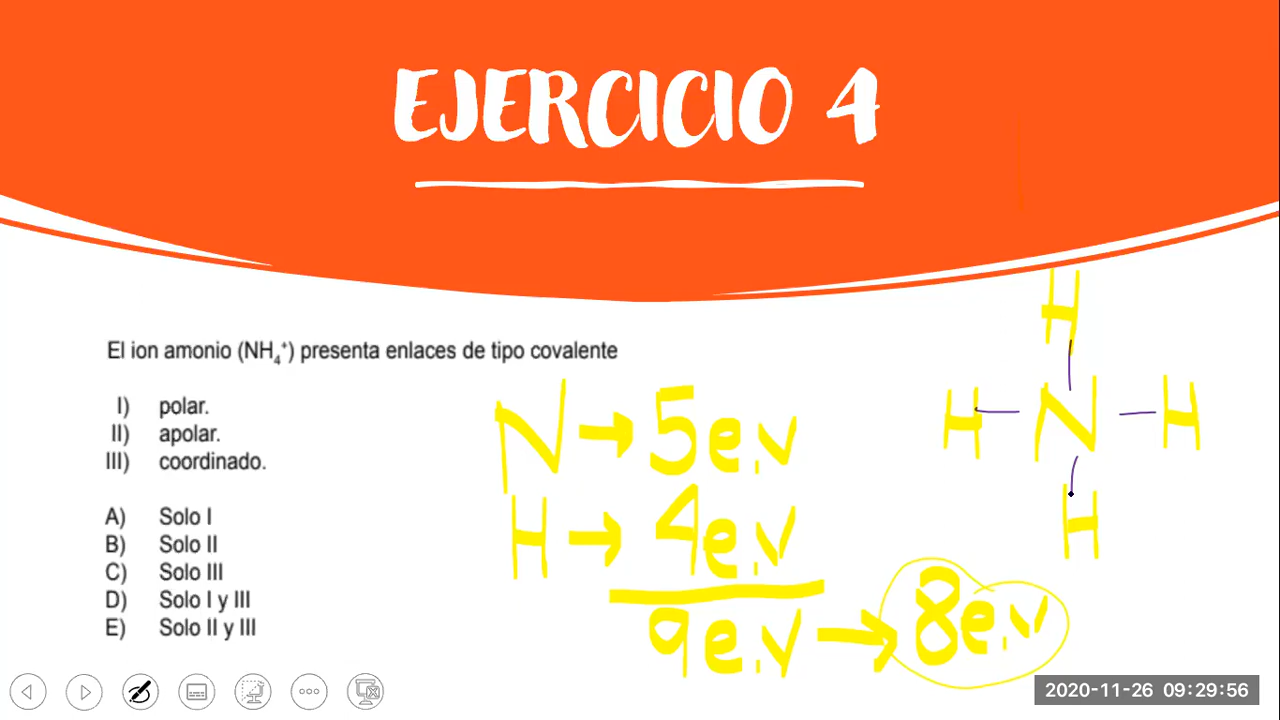 EJERCICIO 4
El ion amonio (NH₄⁺) presenta enlaces de tipo covalente
I) polar.
II) apolar.
III) coordinado.
A) Solo I
B) Solo II
C) Solo III
D) Solo I y III
E) Solo II y III
N → 5e.v
H → 4e.v
9e.v → 8e.v
H
H — N — H
H
2020-11-26 09:29:56